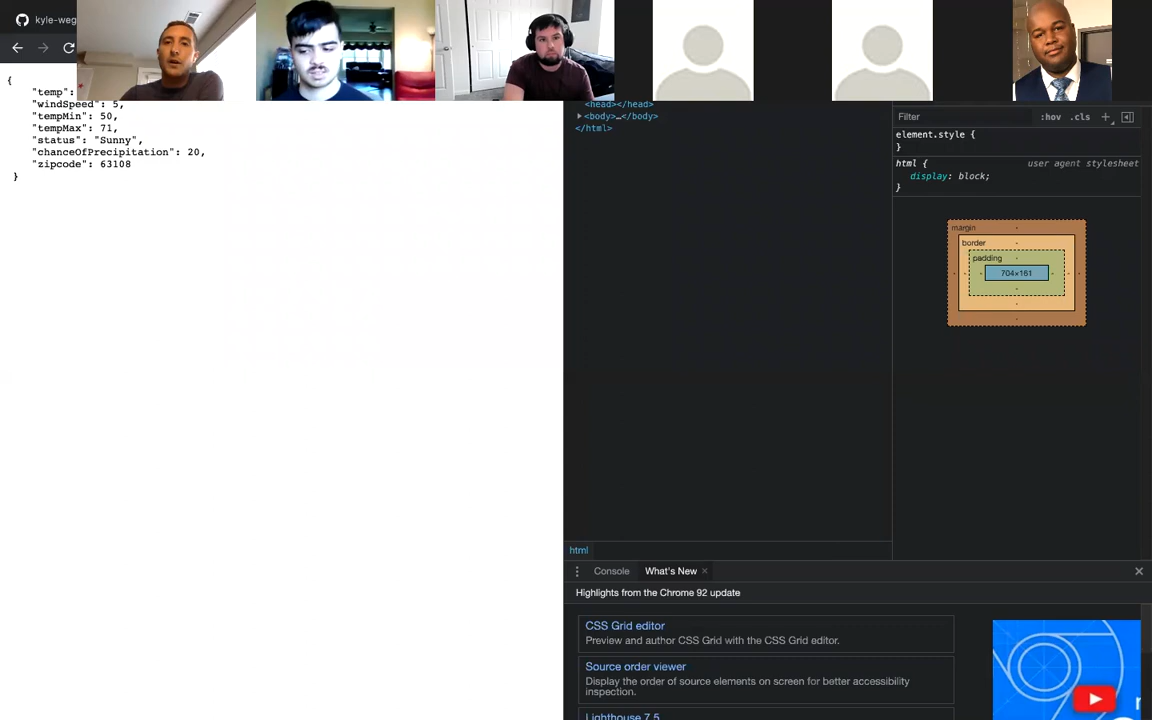 kyle-weg
{
"temp":
"windSpeed": 5,
"tempMin": 50,
"tempMax": 71,
"status": "Sunny",
"chanceOfPrecipitation": 20,
"zipcode": 63108
}
<head></head>
<body>…</body>
</html>
Filter
:hov .cls
element.style {
}
html {
user agent stylesheet
display: block;
}
margin
border
padding
704×161
html
Console
What's New
Highlights from the Chrome 92 update
CSS Grid editor
Preview and author CSS Grid with the CSS Grid editor.
Source order viewer
Display the order of source elements on screen for better accessibility
inspection.
Lighthouse 7.5